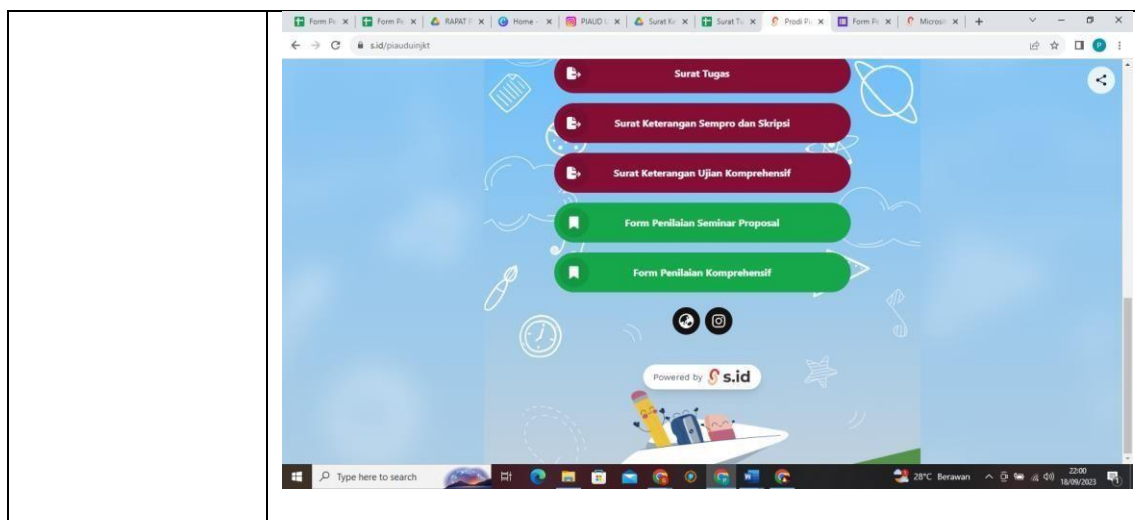 Form Pe
Form Pe
RAPAT P
Home -
PIAUD U
Surat Ke
Surat Tu
Prodi Pi
Form Pe
Micros
s.id/piauduinjkt
P
Surat Tugas
Surat Keterangan Sempro dan Skripsi
Surat Keterangan Ujian Komprehensif
Form Penilaian Seminar Proposal
Form Penilaian Komprehensif
Powered by s.id
Type here to search
28°C Berawan
22:00
18/09/2023